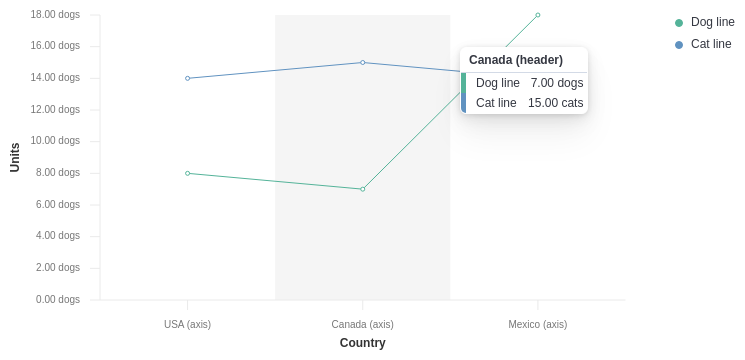 18.00 dogs
16.00 dogs
14.00 dogs
12.00 dogs
10.00 dogs
8.00 dogs
6.00 dogs
4.00 dogs
2.00 dogs
0.00 dogs
Units
USA (axis)
Canada (axis)
Mexico (axis)
Country
Canada (header)
Dog line 7.00 dogs
Cat line 15.00 cats
Dog line
Cat line